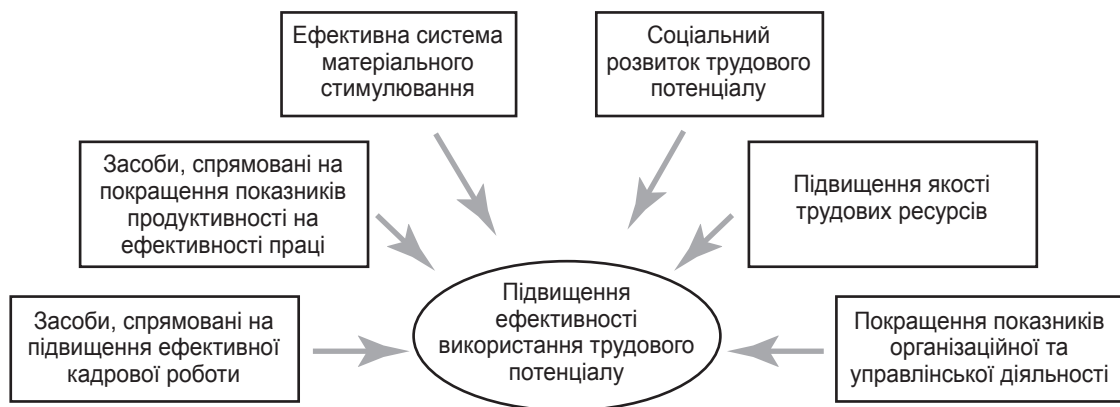 Ефективна система
матеріального
стимулювання
Соціальний
розвиток трудового
потенціалу
Засоби, спрямовані на
покращення показників
продуктивності на
ефективності праці
Підвищення якості
трудових ресурсів
Засоби, спрямовані на
підвищення ефективної
кадрової роботи
Підвищення
ефективності
використання трудового
потенціалу
Покращення показників
організаційної та
управлінської діяльності